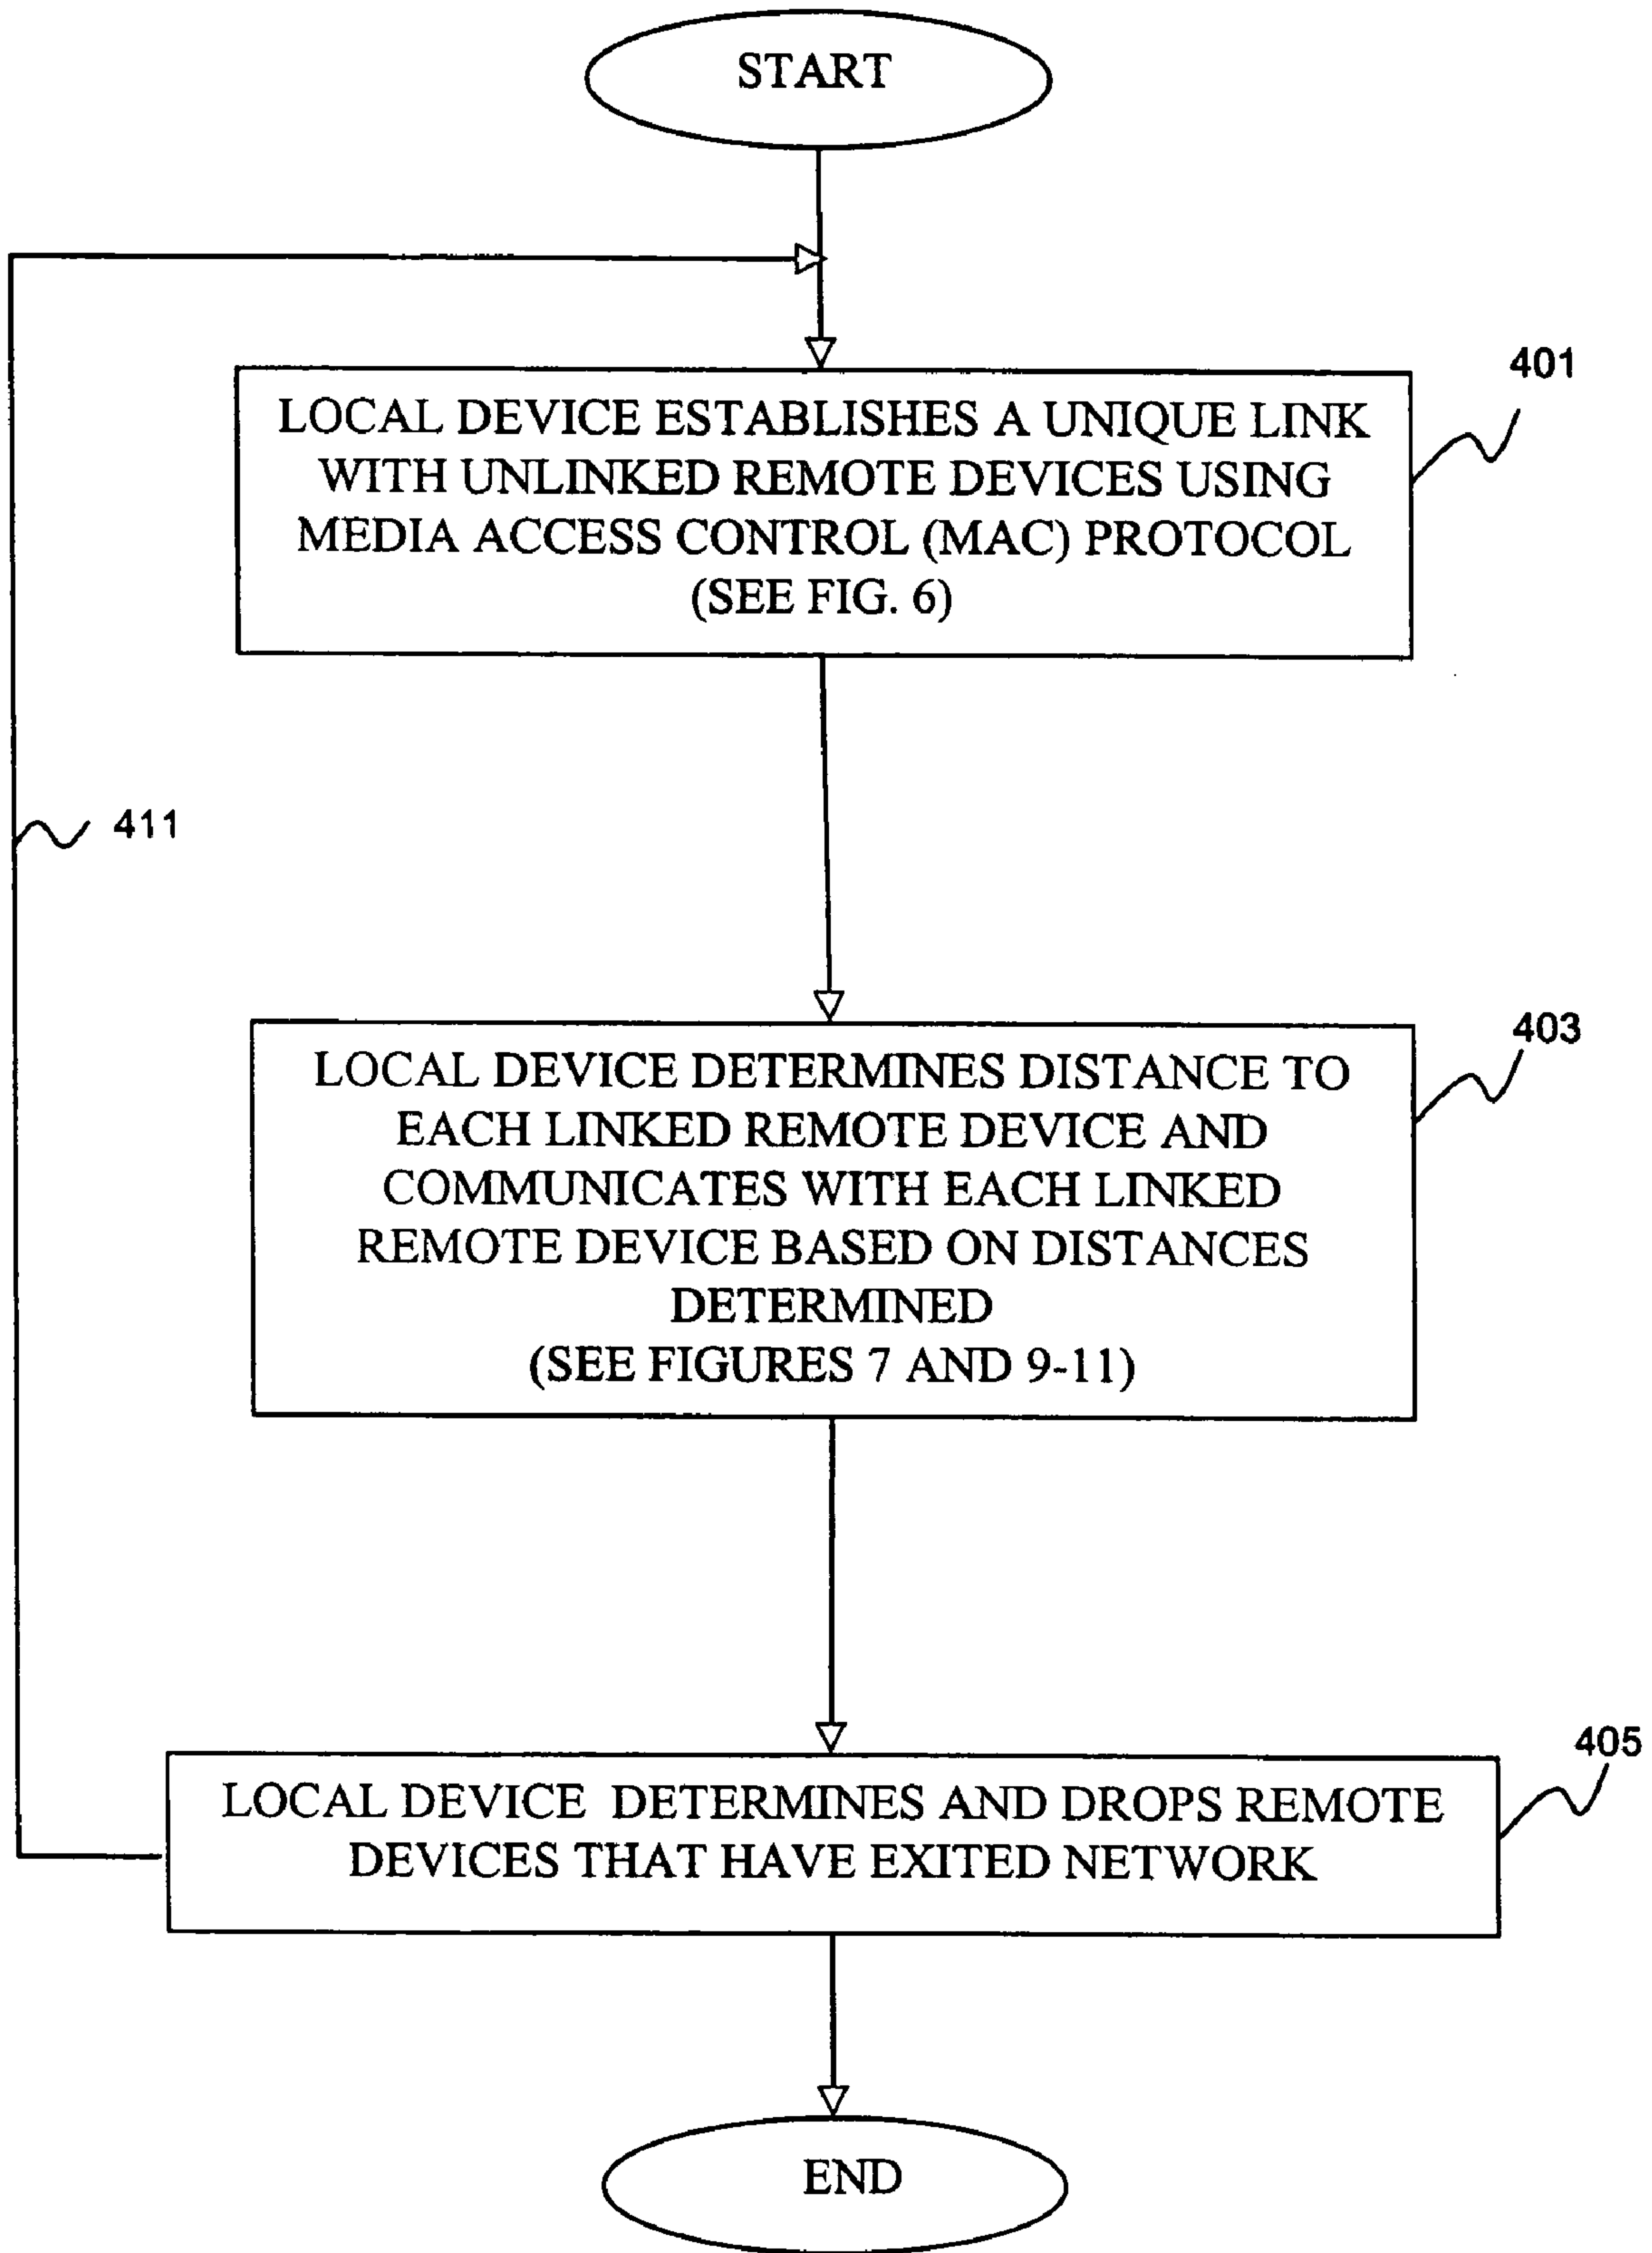 START
401
LOCAL DEVICE ESTABLISHES A UNIQUE LINK
WITH UNLINKED REMOTE DEVICES USING
MEDIA ACCESS CONTROL (MAC) PROTOCOL
(SEE FIG. 6)
411
403
LOCAL DEVICE DETERMINES DISTANCE TO
EACH LINKED REMOTE DEVICE AND
COMMUNICATES WITH EACH LINKED
REMOTE DEVICE BASED ON DISTANCES
DETERMINED
(SEE FIGURES 7 AND 9-11)
405
LOCAL DEVICE DETERMINES AND DROPS REMOTE
DEVICES THAT HAVE EXITED NETWORK
END